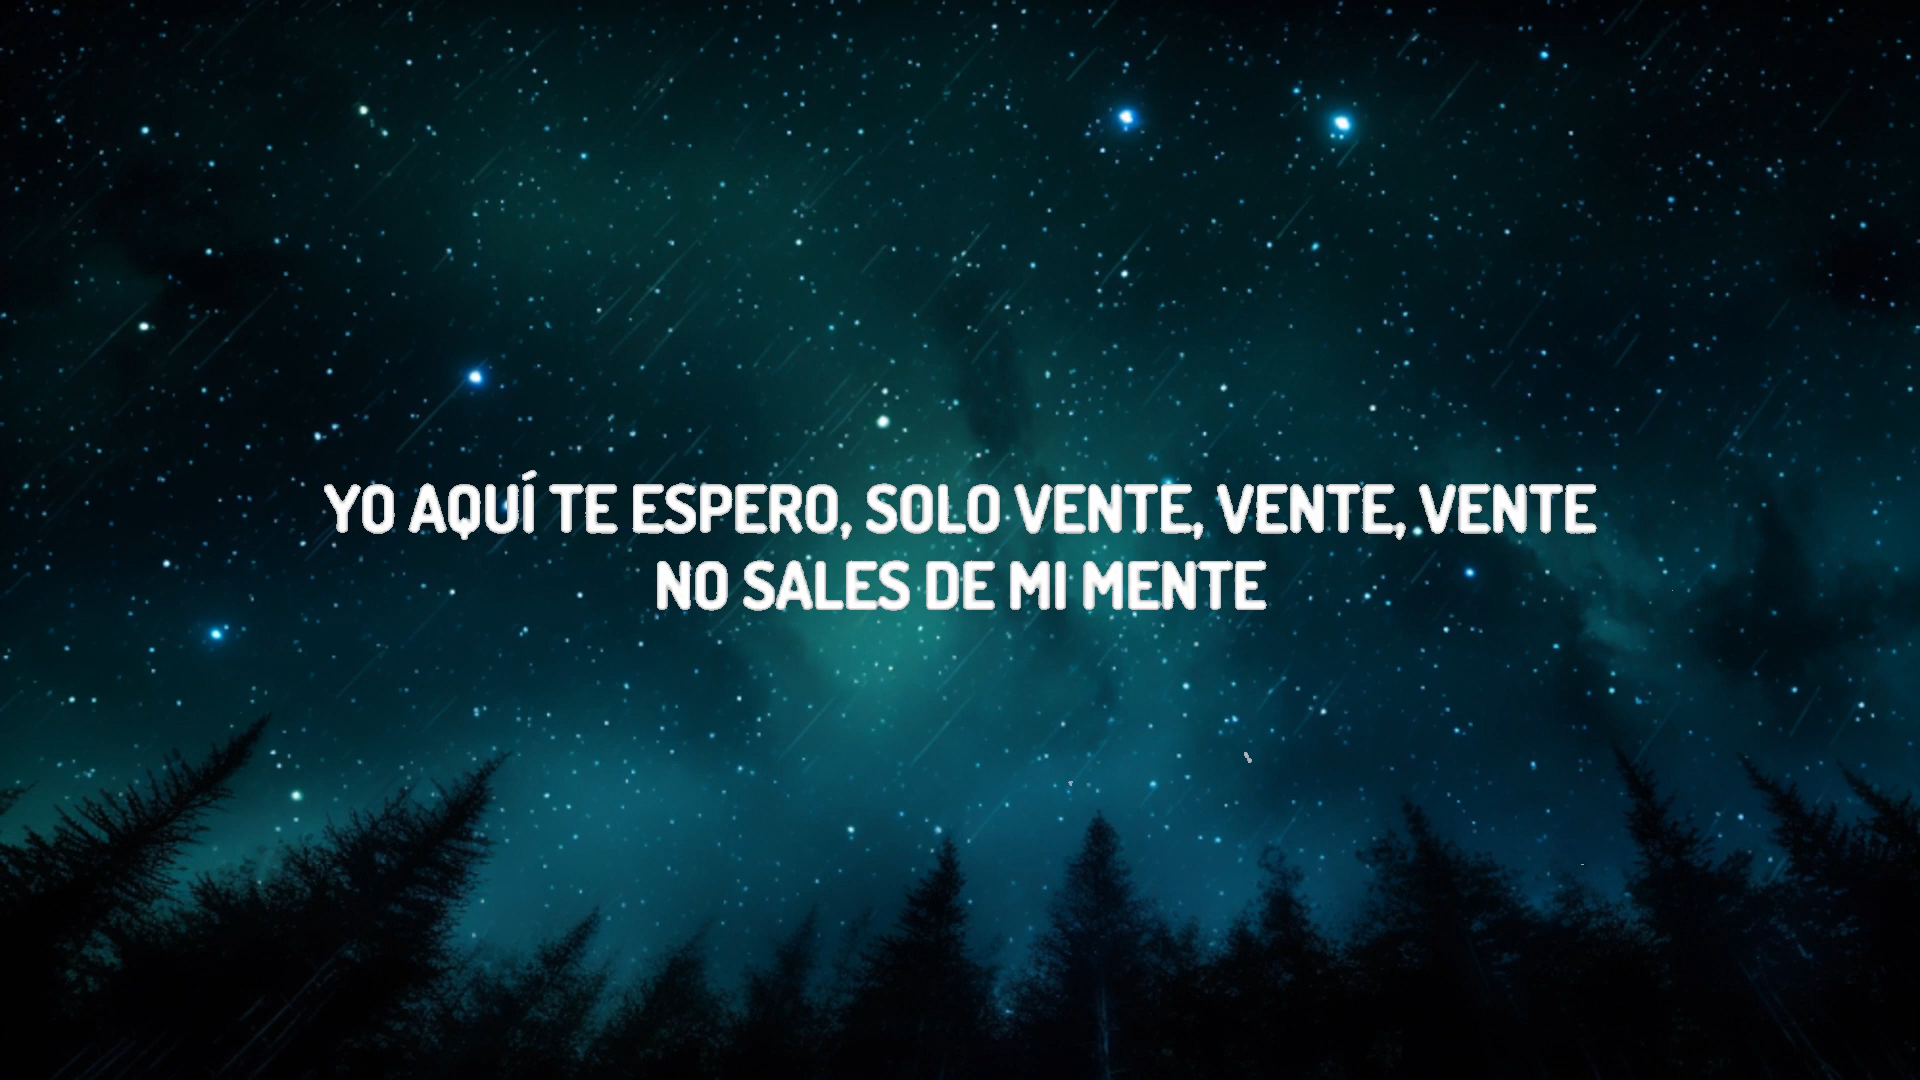 YO AQUÍ TE ESPERO, SOLO VENTE, VENTE, VENTE
NO SALES DE MI MENTE